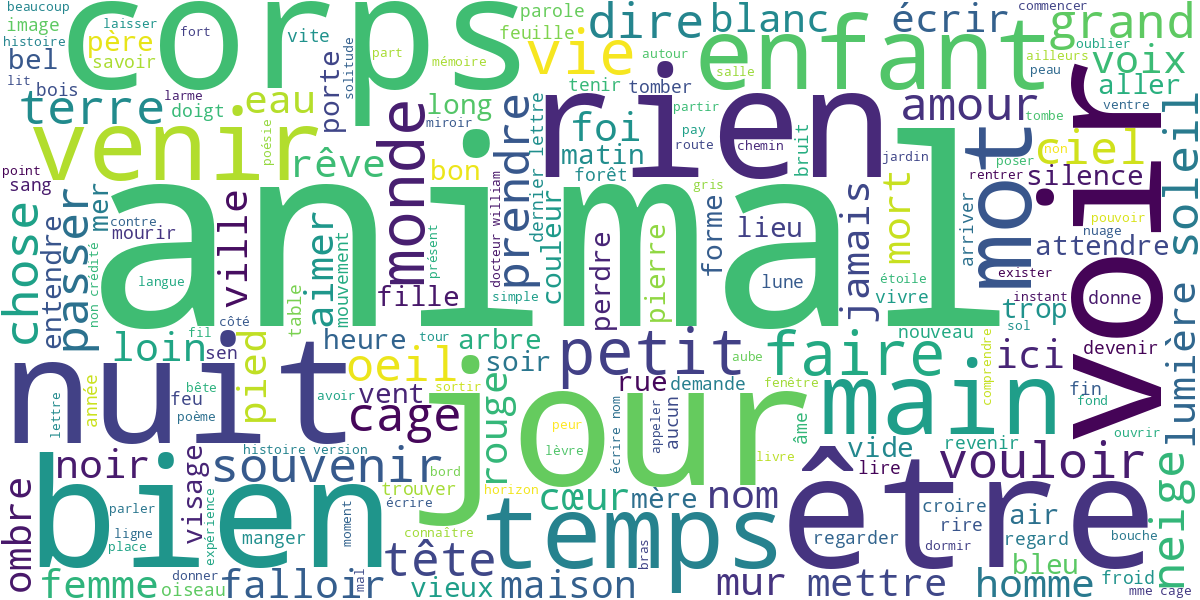 beaucoup
corps
laisser
fort
vite
parole
feuille
dire
blanc
écrir
commencer
grand
image
histoire
père
savoir
part
mémoire
solitude
vie
autour
salle
enfant
oublier
ailleurs
peau
voix
bel
lit
bois
larme
porte
tenir
tomber
aller
ventre
terre
doigt
eau
long
miroir
partir
amour
tombe
venir
poésie
rêve
monde
bon
prendre
dernier lettre
foi
matin
forêt
rien
pay
route
chemin
bruit
jardin
mot
ciel
non
poser
rentrer
silence
voir
soleil
point
sang
chose
passer
mer
contre
mourir
entendre
non crédité
ville
langue
animal
aimer
mouvement
présent
docteur william
simple
couleur
fille
perdre
pierre
gris
forme
lieu
lune
jamais
mort
étoile
vivre
arriver
attendre
pouvoir
nuage
exister
instant
donne
trop
sol
devenir
lumière
loin
fil
côté
sen
table
heure
tour
arbre
oeil
soir
petit
aube
faire
nouveau
comprendre
ici
nuit
lettre
année
bête
feu
poème
pied
avoir
vent
sortir
cage
rouge
jour
peur
lèvre
rue
demande
fenêtre
âme
main
fin
fond
ouvrir
écrire nom
appeler
aucun
livre
vide
lire
revenir
vouloir
neige
noir
souvenir
histoire version
bord
trouver
écrire
horizon
cœur
mère
nom
être
croire
rire
air
dormir
regarder
regard
bouche
ombre
bien
parler
ligne
place
visage
expérience
manger
moment
connaître
tête
temps
bras
bleu
froid
mme cage
femme
donner
oiseau
falloir
mal
vieux
maison
mur
mettre
homme